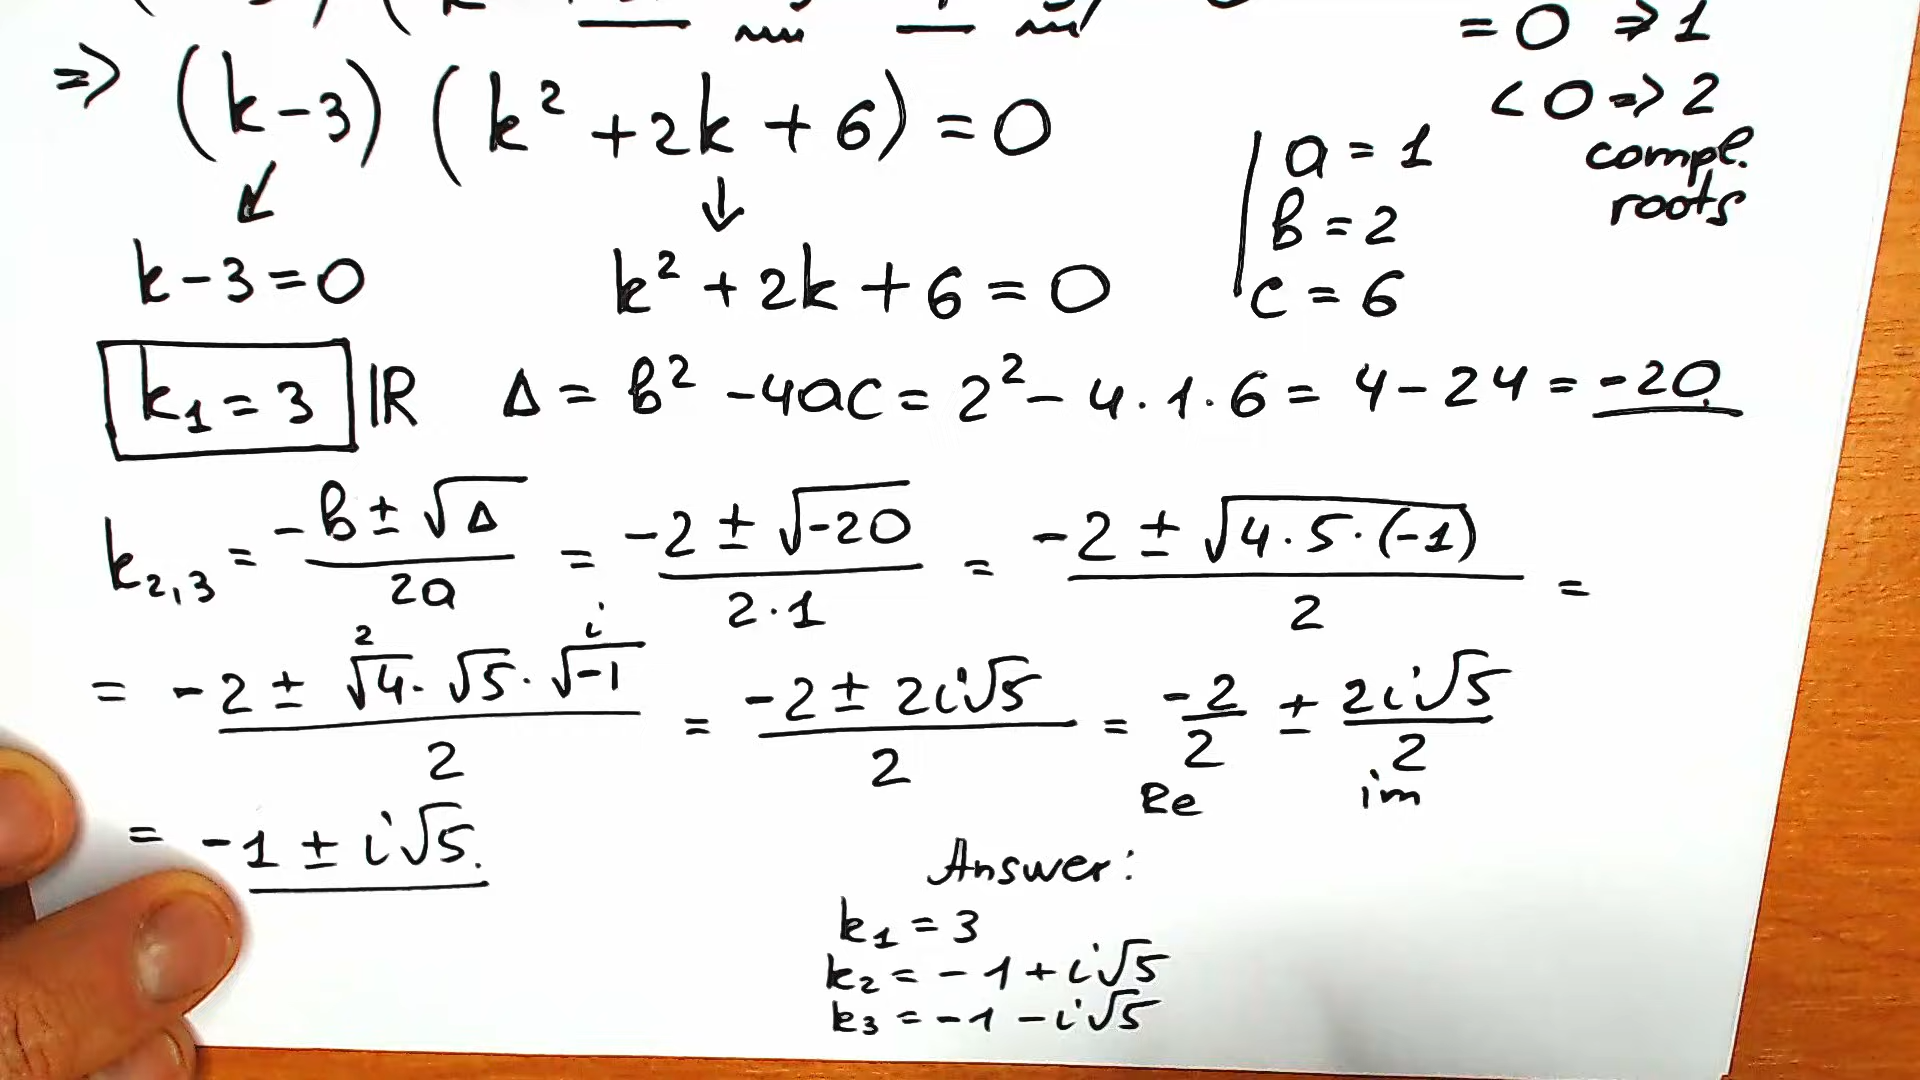 = 0 ⇒ 1
< 0 => 2
compl.
roots
=> (k-3) (k² +2k + 6) = 0
↙ ↓
a = 1
b = 2
c = 6
k-3=0 k² + 2k + 6 = 0
k₁ = 3 IR Δ = b² -4ac = 2² - 4 · 1 · 6 = 4 - 24 = -20
k₂,₃ = (-b ± √Δ)/(2a) = (-2 ± √-20)/(2·1) = (-2 ± √(4·5·(-1)))/2 =
2 i
= (-2 ± √4 · √5 · √-1)/2 = (-2 ± 2i√5)/2 = -2/2 ± 2i√5/2
Re im
= -1 ± i√5.
Answer:
k₁ = 3
k₂ = -1 + i√5
k₃ = -1 - i√5